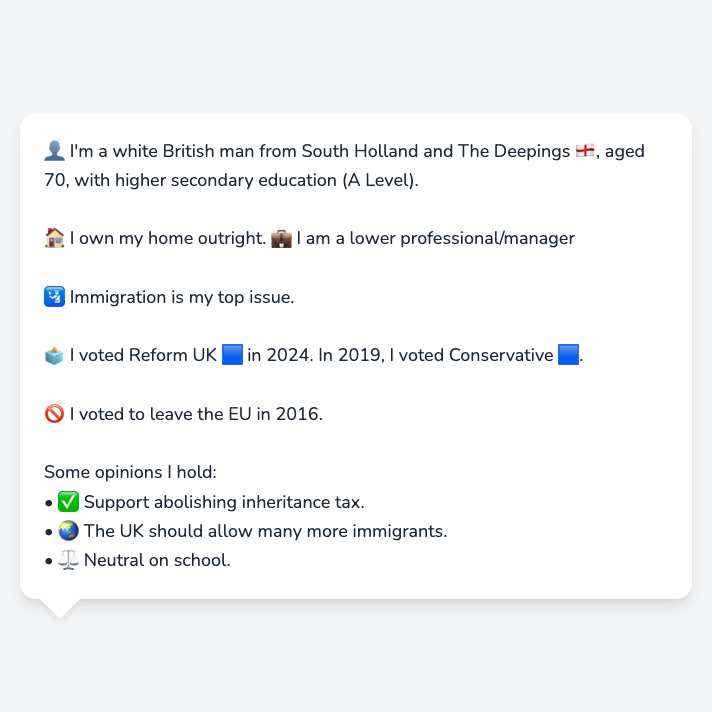 👤 I'm a white British man from South Holland and The Deepings 🏴󠁧󠁢󠁥󠁮󠁧󠁿, aged
70, with higher secondary education (A Level).
🏠 I own my home outright. 💼 I am a lower professional/manager
🛂 Immigration is my top issue.
🗳️ I voted Reform UK 🟦 in 2024. In 2019, I voted Conservative 🟦.
🚫 I voted to leave the EU in 2016.
Some opinions I hold:
• ✅ Support abolishing inheritance tax.
• 🌏 The UK should allow many more immigrants.
• ⚖️ Neutral on school.